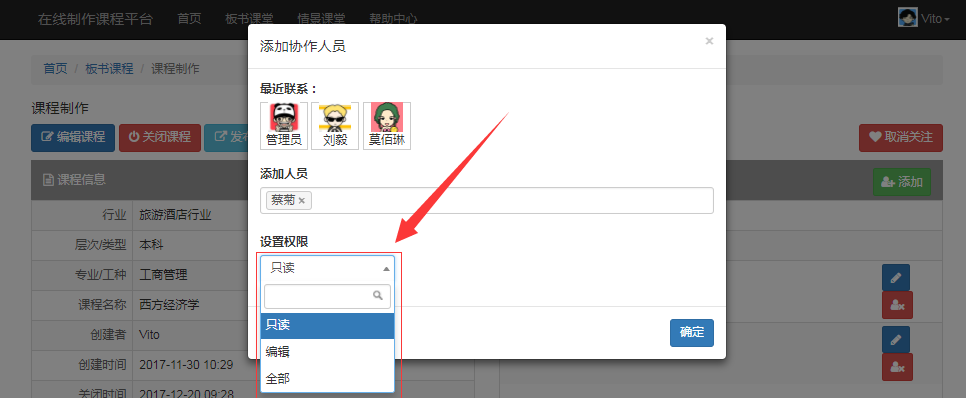 在线制作课程平台 首页 板书课堂 情景课堂 帮助中心 Vito
首页 / 板书课程 / 课程制作
课程制作
编辑课程 关闭课程 发布
取消关注
课程信息
添加
行业 旅游酒店行业
层次/类型 本科
专业/工种 工商管理
课程名称 西方经济学
创建者 Vito
创建时间 2017-11-30 10:29
关闭时间 2017-12-20 09:28
添加协作人员 ×
最近联系：
管理员 刘毅 莫佰琳
添加人员
蔡菊 ×
设置权限
只读
只读
编辑
全部
确定